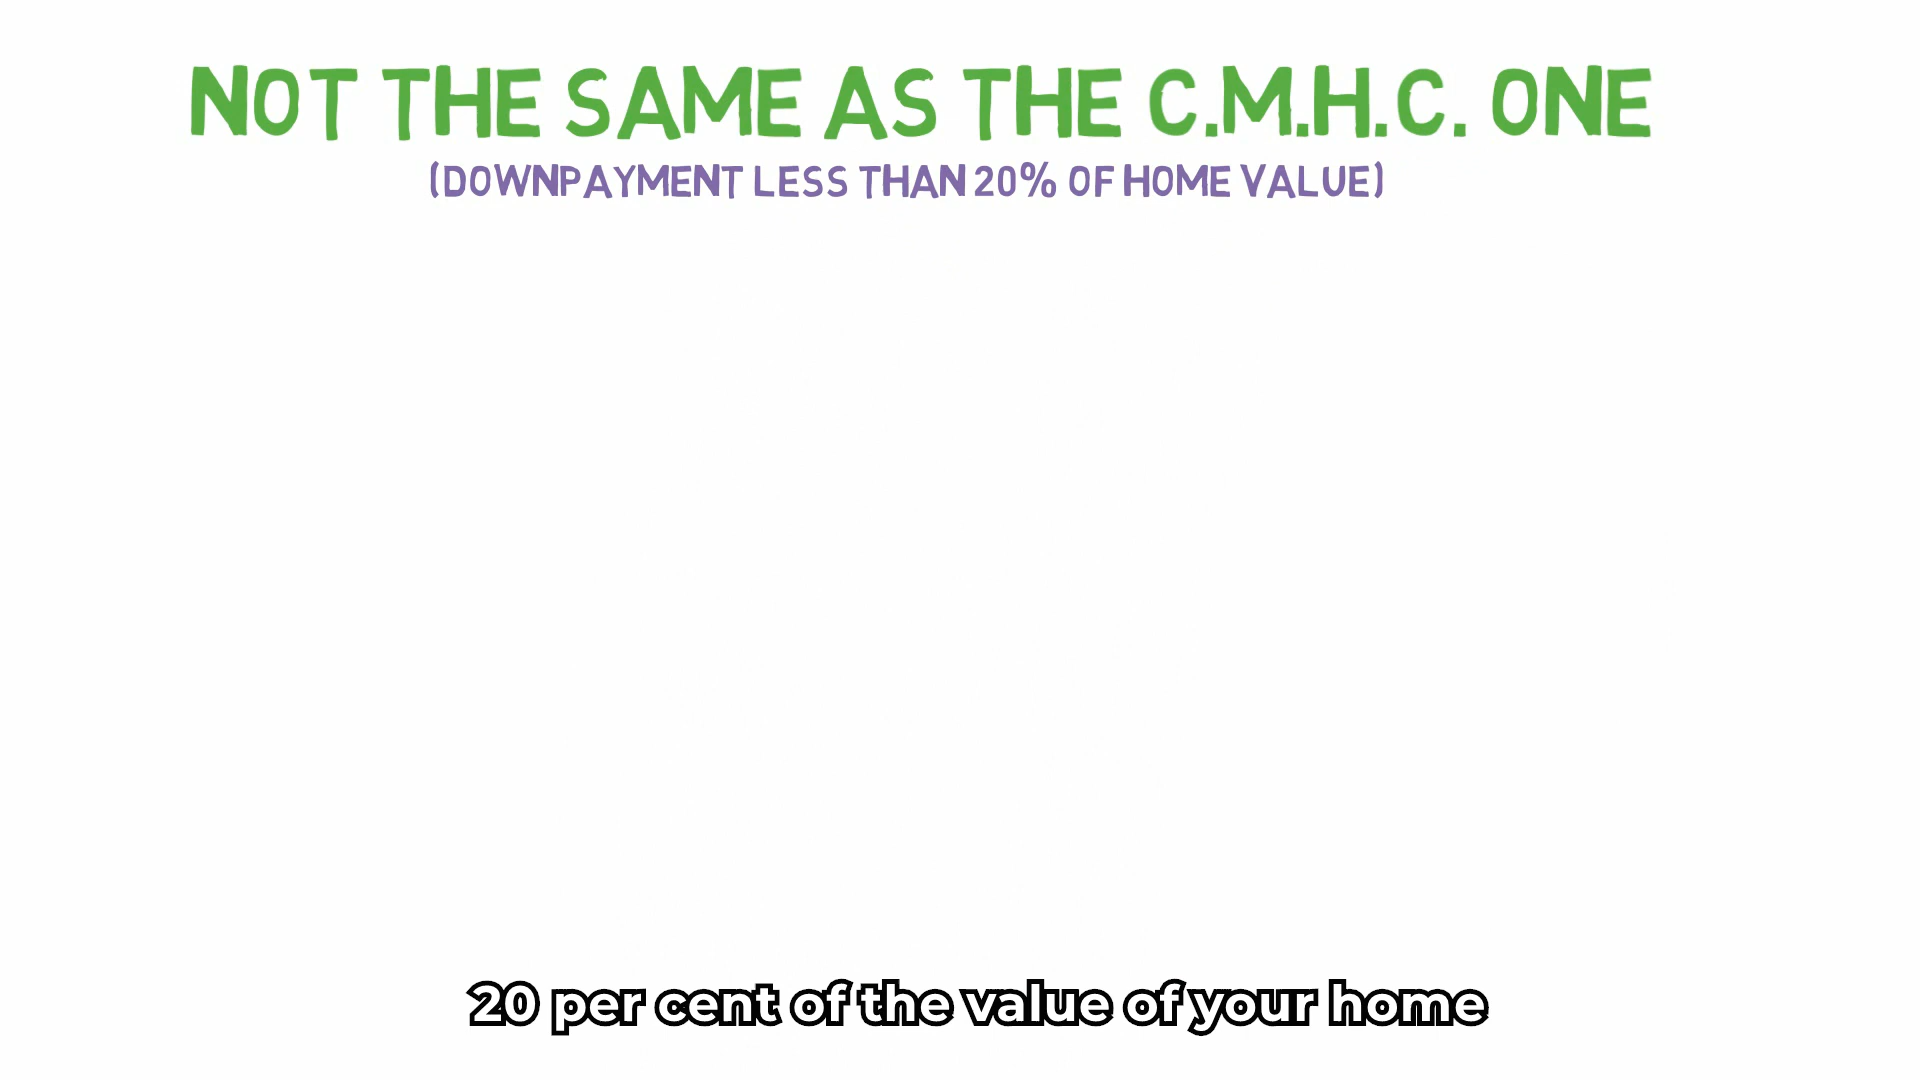 NOT THE SAME AS THE C.M.H.C. ONE
(DOWNPAYMENT LESS THAN 20% OF HOME VALUE)
20 per cent of the value of your home